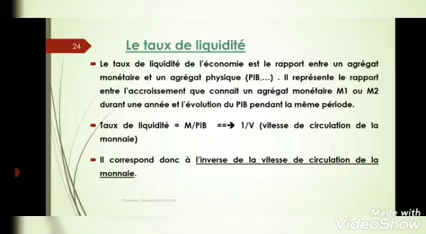 24
Le taux de liquidité
Le taux de liquidité de l'économie est le rapport entre un agrégat
monétaire et un agrégat physique (PIB,...) . Il représente le rapport
entre l'accroissement que connait un agrégat monétaire M1 ou M2
durant une année et l'évolution du PIB pendant la même période.
Taux de liquidité = M/PIB ==➔ 1/V (vitesse de circulation de la
monnaie)
Il correspond donc à l'inverse de la vitesse de circulation de la
monnaie.
Made with
VideoShow